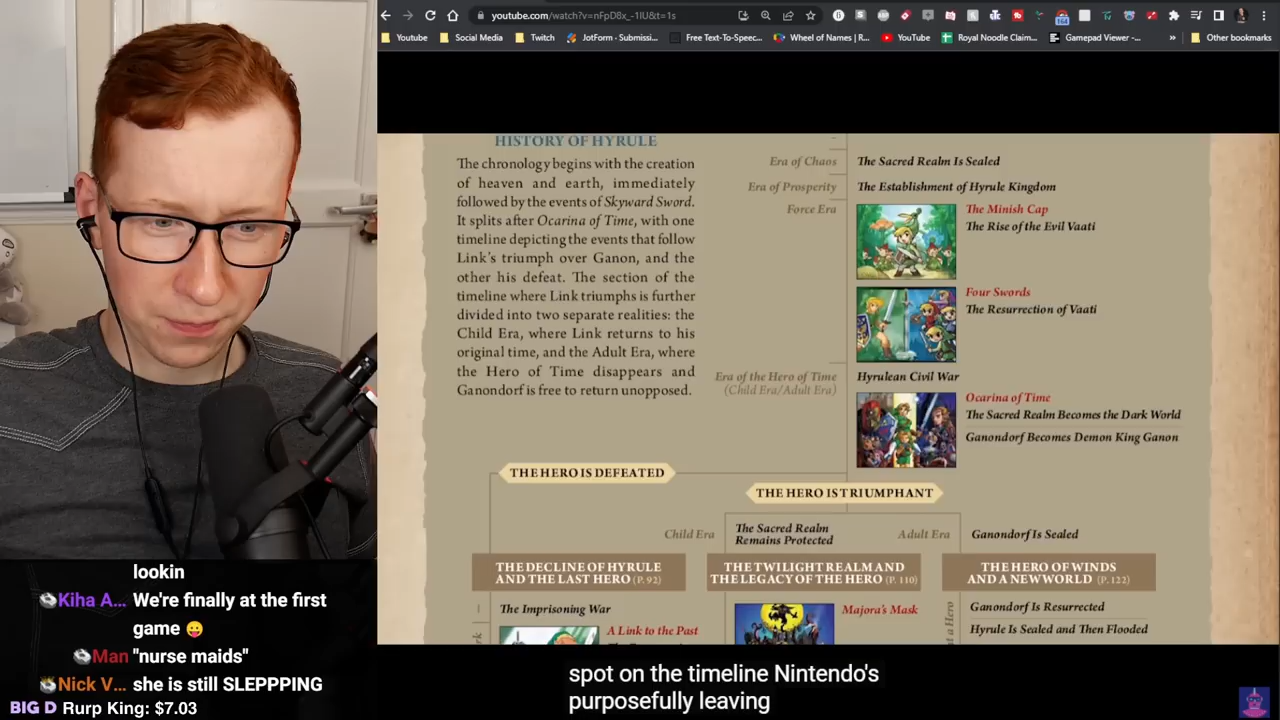 youtube.com/watch?v=nFpD8x_-1IU&t=1s
Youtube
Social Media
Twitch
JotForm - Submissi...
Free Text-To-Speec...
Wheel of Names | R...
YouTube
Royal Noodle Claim...
Gamepad Viewer -...
»
Other bookmarks
HISTORY OF HYRULE
The chronology begins with the creation
of heaven and earth, immediately
followed by the events of Skyward Sword.
It splits after Ocarina of Time, with one
timeline depicting the events that follow
Link's triumph over Ganon, and the
other his defeat. The section of the
timeline where Link triumphs is further
divided into two separate realities: the
Child Era, where Link returns to his
original time, and the Adult Era, where
the Hero of Time disappears and
Ganondorf is free to return unopposed.
Era of Chaos
The Sacred Realm Is Sealed
Era of Prosperity
The Establishment of Hyrule Kingdom
Force Era
The Minish Cap
The Rise of the Evil Vaati
Four Swords
The Resurrection of Vaati
Era of the Hero of Time
(Child Era/Adult Era)
Hyrulean Civil War
Ocarina of Time
The Sacred Realm Becomes the Dark World
Ganondorf Becomes Demon King Ganon
THE HERO IS DEFEATED
THE HERO IS TRIUMPHANT
Child Era
The Sacred Realm
Remains Protected
Adult Era
Ganondorf Is Sealed
THE DECLINE OF HYRULE
AND THE LAST HERO (P.92)
THE TWILIGHT REALM AND
THE LEGACY OF THE HERO (P.110)
THE HERO OF WINDS
AND A NEW WORLD (P.122)
The Imprisoning War
A Link to the Past
Majora's Mask
Ganondorf Is Resurrected
Hyrule Is Sealed and Then Flooded
spot on the timeline Nintendo's
purposefully leaving
lookin
Kiha A... We're finally at the first
game 😛
Man "nurse maids"
Nick V... she is still SLEPPPING
BIG D Rurp King: $7.03